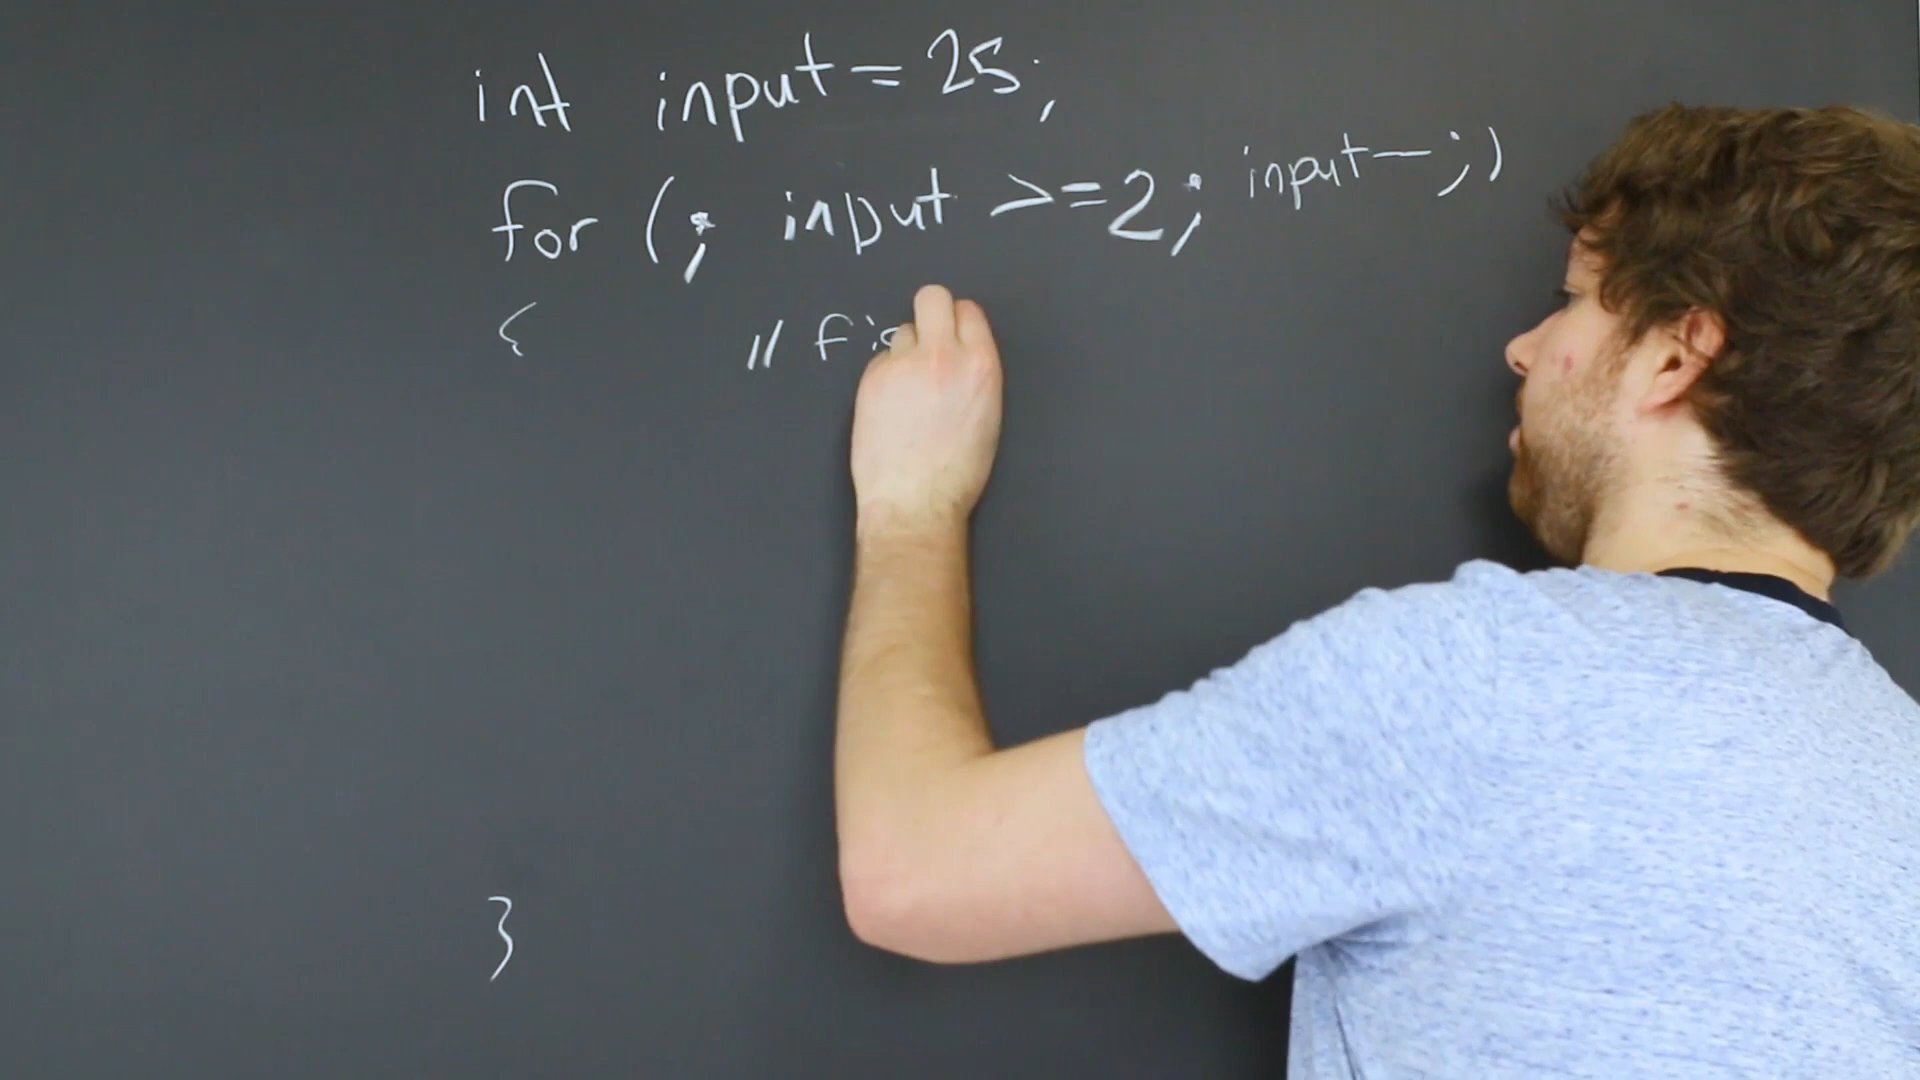 int input = 25;
for (; input >=2; input--;)
{ //
}